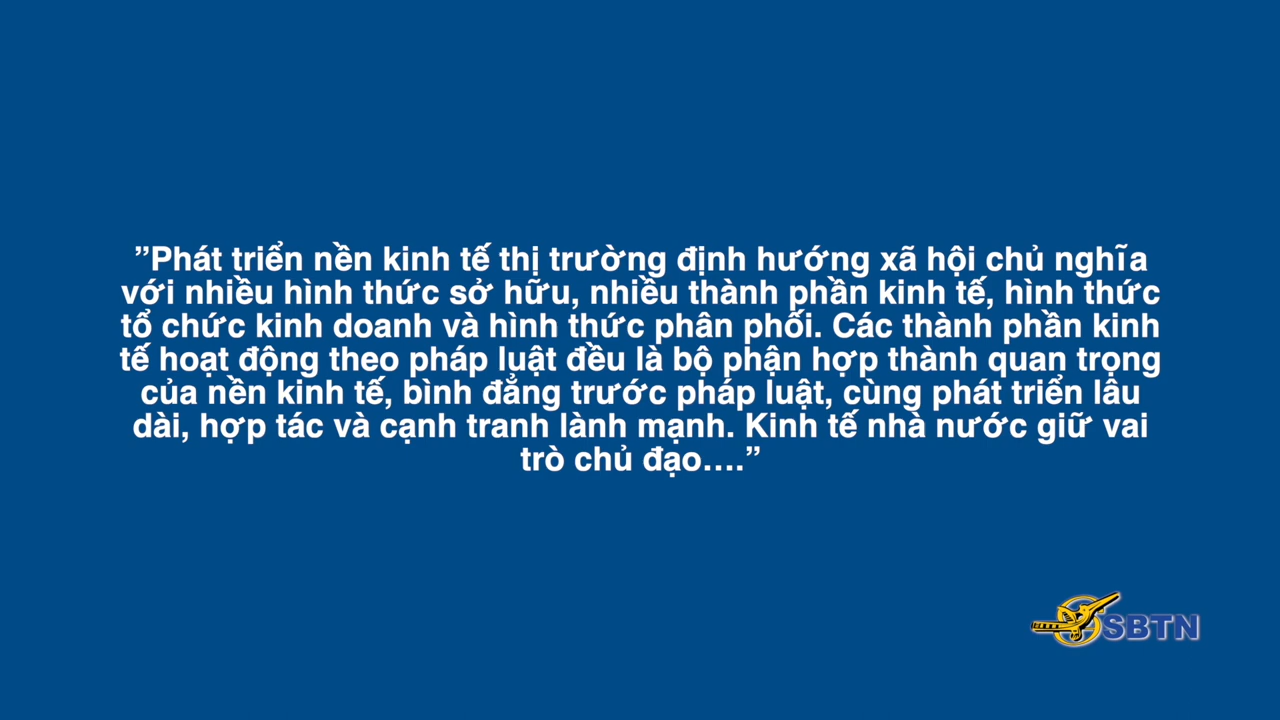 ”Phát triển nền kinh tế thị trường định hướng xã hội chủ nghĩa
với nhiều hình thức sở hữu, nhiều thành phần kinh tế, hình thức
tổ chức kinh doanh và hình thức phân phối. Các thành phần kinh
tế hoạt động theo pháp luật đều là bộ phận hợp thành quan trọng
của nền kinh tế, bình đẳng trước pháp luật, cùng phát triển lâu
dài, hợp tác và cạnh tranh lành mạnh. Kinh tế nhà nước giữ vai
trò chủ đạo....”
SBTN